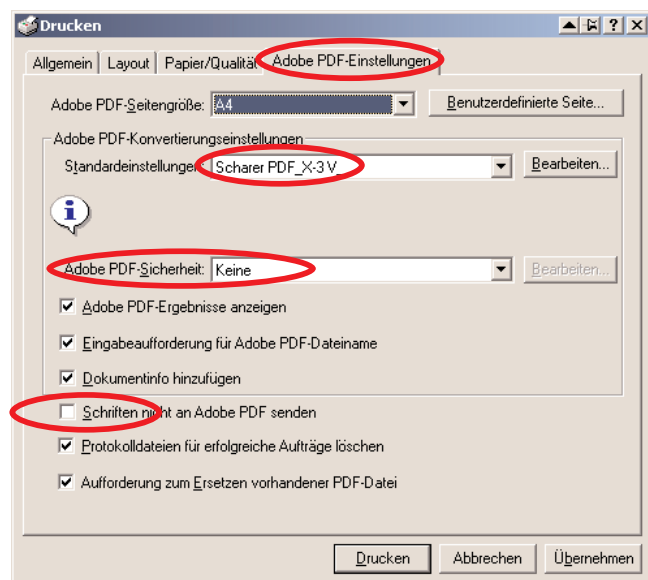 Drucken
Allgemein Layout Papier/Qualität Adobe PDF-Einstellungen
Adobe PDF-Seitengröße: A4 Benutzerdefinierte Seite...
Adobe PDF-Konvertierungseinstellungen
Standardeinstellungen: Scharer PDF_X-3 V_ Bearbeiten...
Adobe PDF-Sicherheit: Keine Bearbeiten...
Adobe PDF-Ergebnisse anzeigen
Eingabeaufforderung für Adobe PDF-Dateiname
Dokumentinfo hinzufügen
Schriften nicht an Adobe PDF senden
Protokolldateien für erfolgreiche Aufträge löschen
Aufforderung zum Ersetzen vorhandener PDF-Datei
Drucken Abbrechen Übernehmen